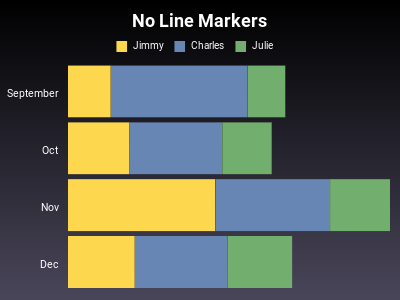 No Line Markers
Jimmy Charles Julie
September
Oct
Nov
Dec